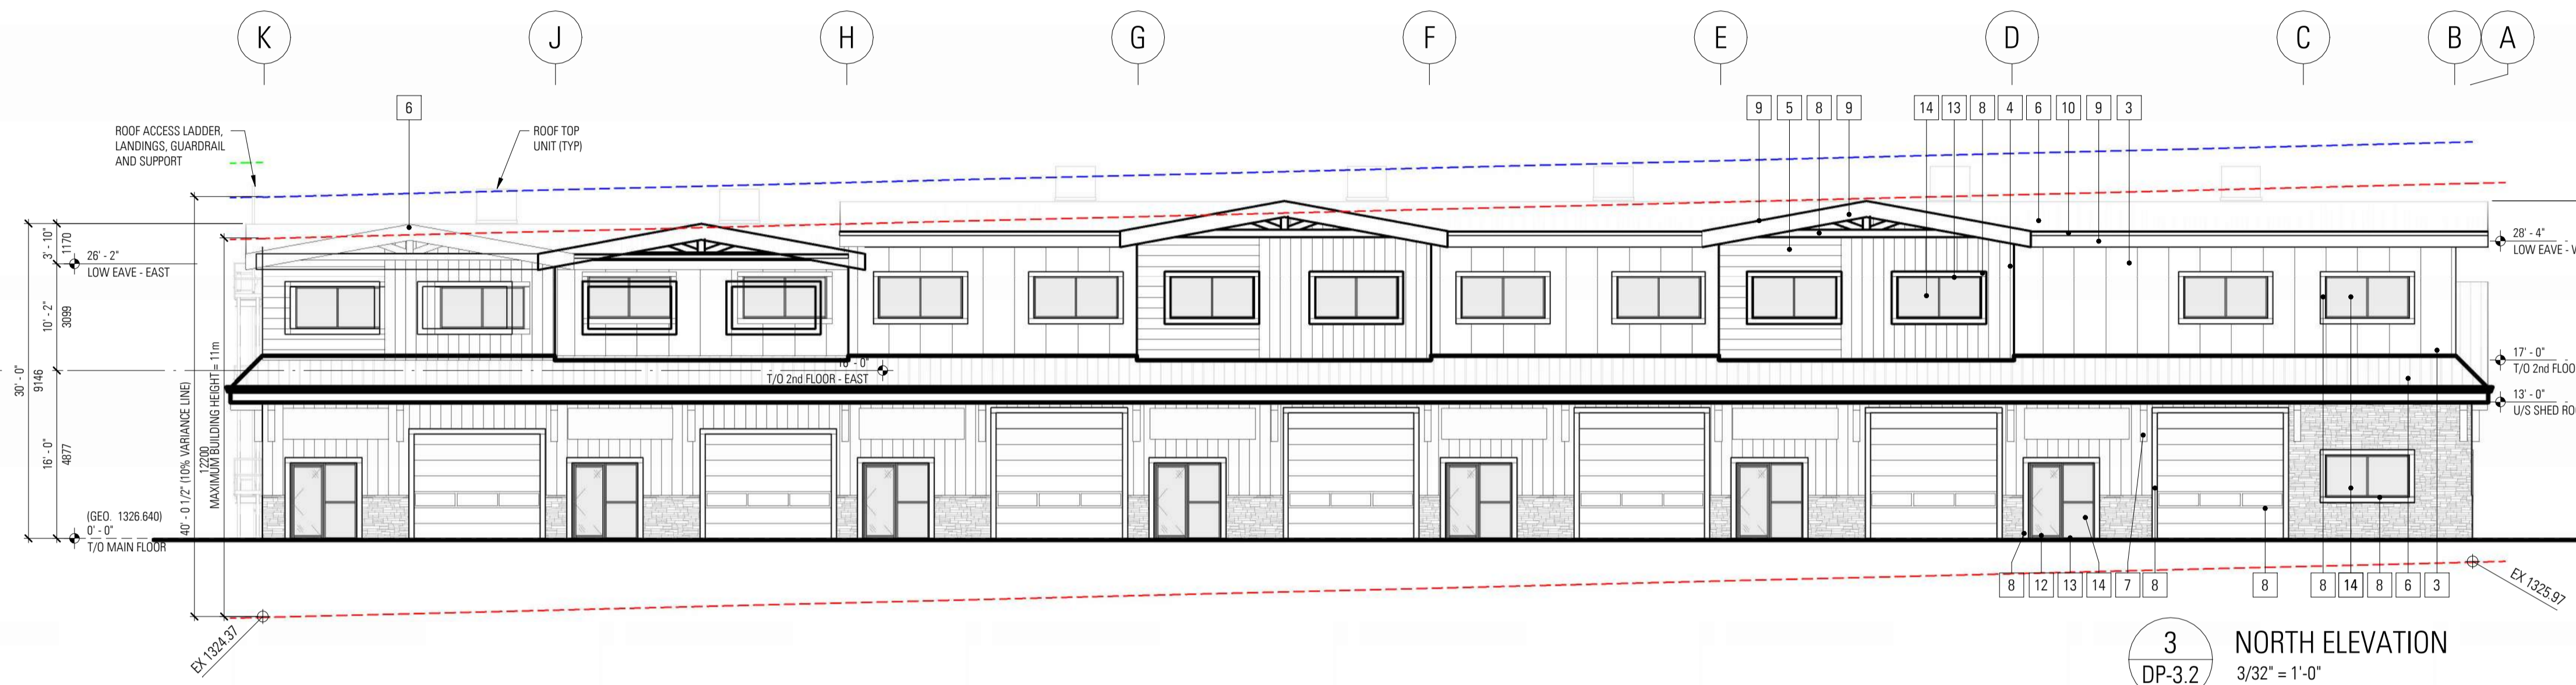 K J H G F E D C B A
6
9 5 8 9 14 13 8 4 6 10 9 3
ROOF ACCESS LADDER,
LANDINGS, GUARDRAIL
AND SUPPORT
ROOF TOP
UNIT (TYP)
3' - 10"
1170
26' - 2"
LOW EAVE - EAST
10' - 2"
3099
30' - 0"
9146
16' - 0"
4877
40' - 0 1/2" (10% VARIANCE LINE)
12200
MAXIMUM BUILDING HEIGHT = 11m
(GEO. 1326.640)
0' - 0"
T/O MAIN FLOOR
EX 1324.37
16' - 0"
T/O 2nd FLOOR - EAST
28' - 4"
LOW EAVE -
17' - 0"
T/O 2nd FLOO
13' - 0"
U/S SHED RO
8 12 13 14 7 8 8 8 14 8 6 3
EX 1325.97
3
DP-3.2
NORTH ELEVATION
3/32" = 1'-0"